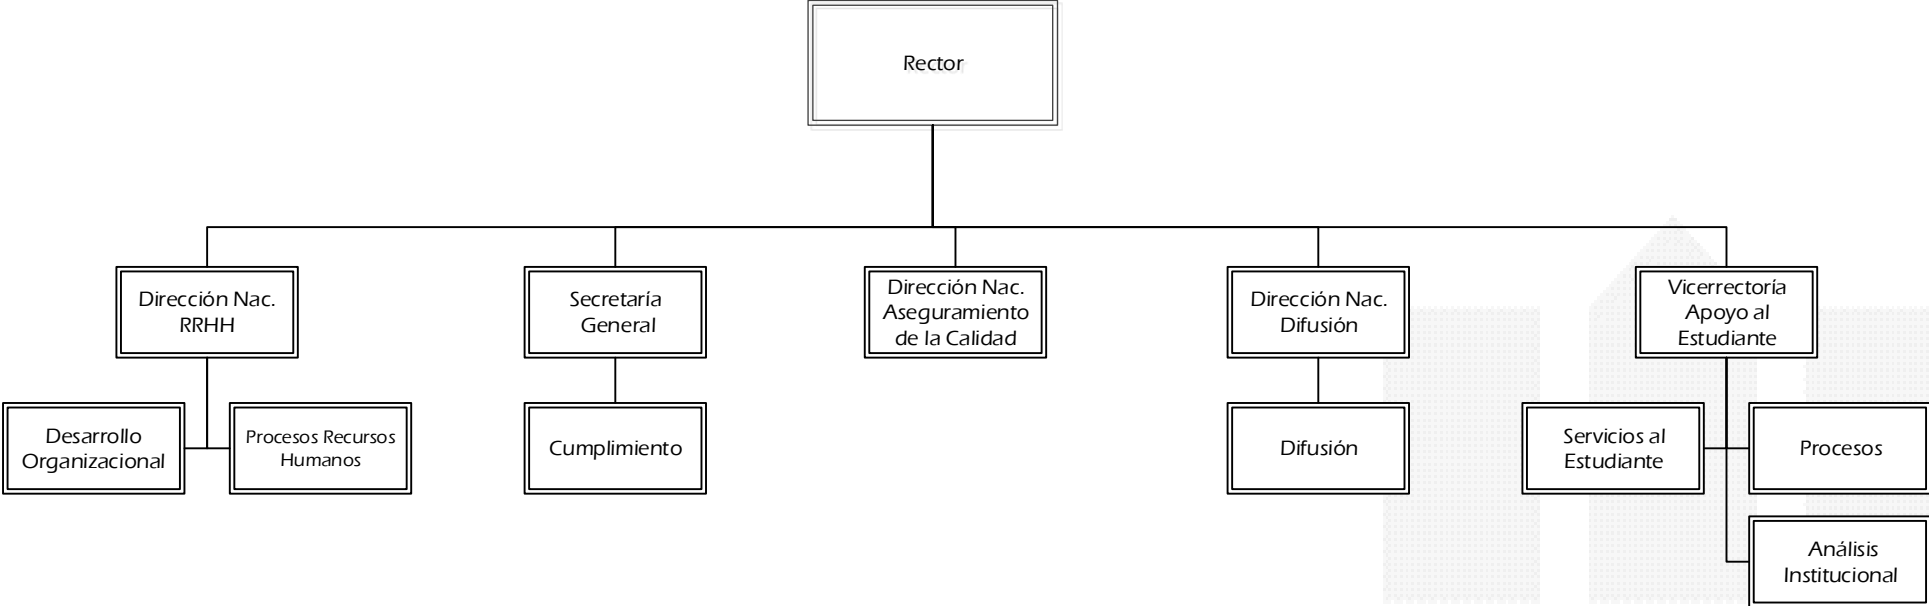 Rector
Dirección Nac.
RRHH
Secretaría
General
Dirección Nac.
Aseguramiento
de la Calidad
Dirección Nac.
Difusión
Vicerrectoría
Apoyo al
Estudiante
Desarrollo
Organizacional
Procesos Recursos
Humanos
Cumplimiento
Difusión
Servicios al
Estudiante
Procesos
Análisis
Institucional